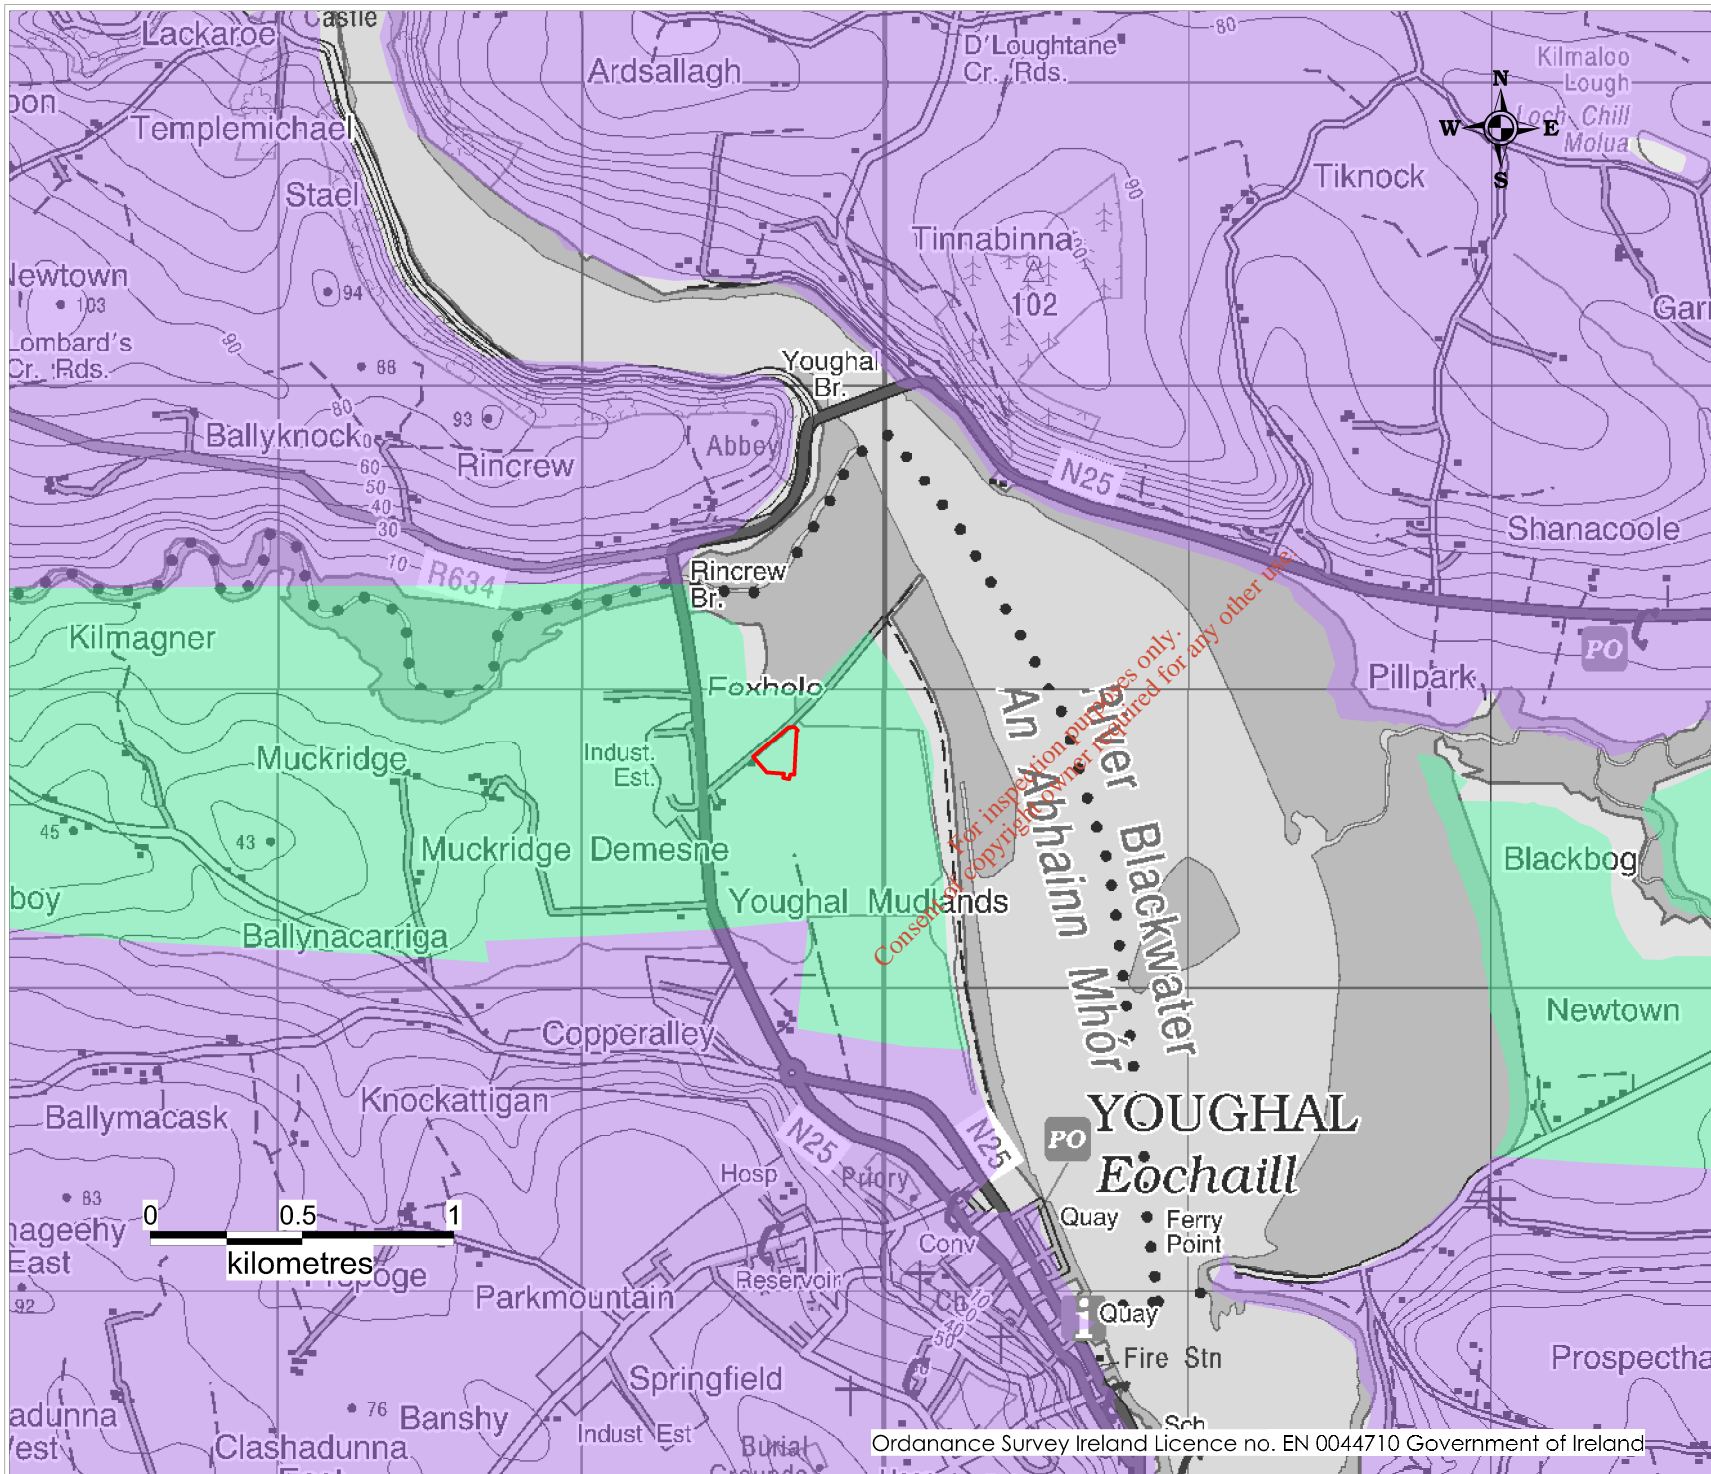 Castle
Lackaroe
D'Loughtane
Cr. Rds.
80
Kilmaloo
Lough
Loch Chill
Molua
Ardsallagh
N
W E
S
Templemichael
Stael
90
Tiknock
Tinnabinna
102
Newtown
103
94
Lombard's
Cr. Rds.
90
88
Youghal
Br.
80
93
Ballyknock
Rincrew
Abbey
60
50
40
30
10
R634
N25
Shanacoole
Rincrew
Br.
Kilmagner
PO
Pillpark
Foxhole
Muckridge
Indust.
Est.
River Blackwater
An Abhainn Mhór
For inspection purposes only.
Consent of copyright owner required for any other use.
45
43
Muckridge Demesne
Blackbog
boy
Youghal Mudlands
Ballynacarriga
Newtown
Copperalley
Knockattigan
Ballymacask
N25
N25
PO
YOUGHAL
Eochaill
Hosp
Priory
83
0 0.5 1
kilometres
Quay
Ferry
Point
Conv
East
Reservoir
Parkmountain
92
Ch
10
40
50
i
Quay
Fire Stn
Springfield
Prospectha
76
Banshy
Indust Est
Clashadunna
Sch
Burial
Ordanance Survey Ireland Licence no. EN 0044710 Government of Ireland